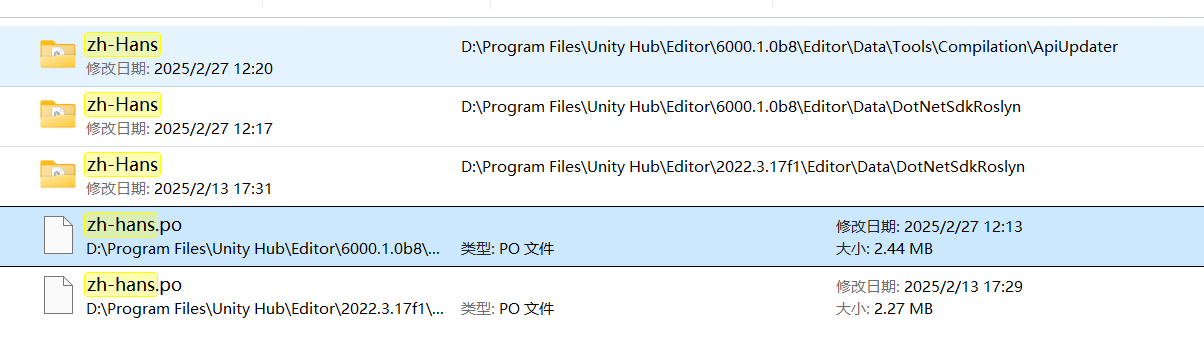 zh-Hans
D:\Program Files\Unity Hub\Editor\6000.1.0b8\Editor\Data\Tools\Compilation\ApiUpdater
修改日期: 2025/2/27 12:20
zh-Hans
D:\Program Files\Unity Hub\Editor\6000.1.0b8\Editor\Data\DotNetSdkRoslyn
修改日期: 2025/2/27 12:17
zh-Hans
D:\Program Files\Unity Hub\Editor\2022.3.17f1\Editor\Data\DotNetSdkRoslyn
修改日期: 2025/2/13 17:31
zh-hans.po
修改日期: 2025/2/27 12:13
D:\Program Files\Unity Hub\Editor\6000.1.0b8\...
类型: PO 文件
大小: 2.44 MB
zh-hans.po
修改日期: 2025/2/13 17:29
D:\Program Files\Unity Hub\Editor\2022.3.17f1\...
类型: PO 文件
大小: 2.27 MB